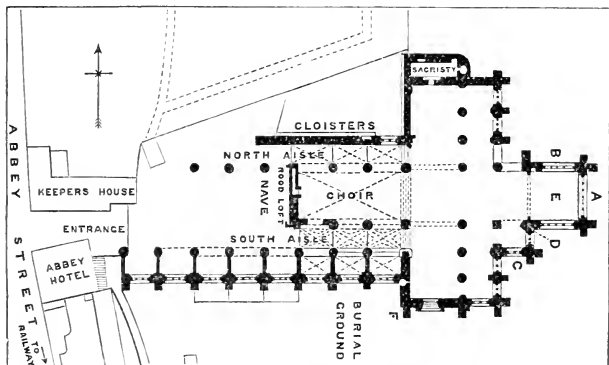 SACRISTY
CLOISTERS
NORTH AISLE
NAVE
ROOD LOFT
CHOIR
SOUTH AISLE
ABBEY STREET
KEEPERS HOUSE
ENTRANCE
ABBEY
HOTEL
TO
RAILWAY
BURIAL
GROUND
A
B
E
D
C
F